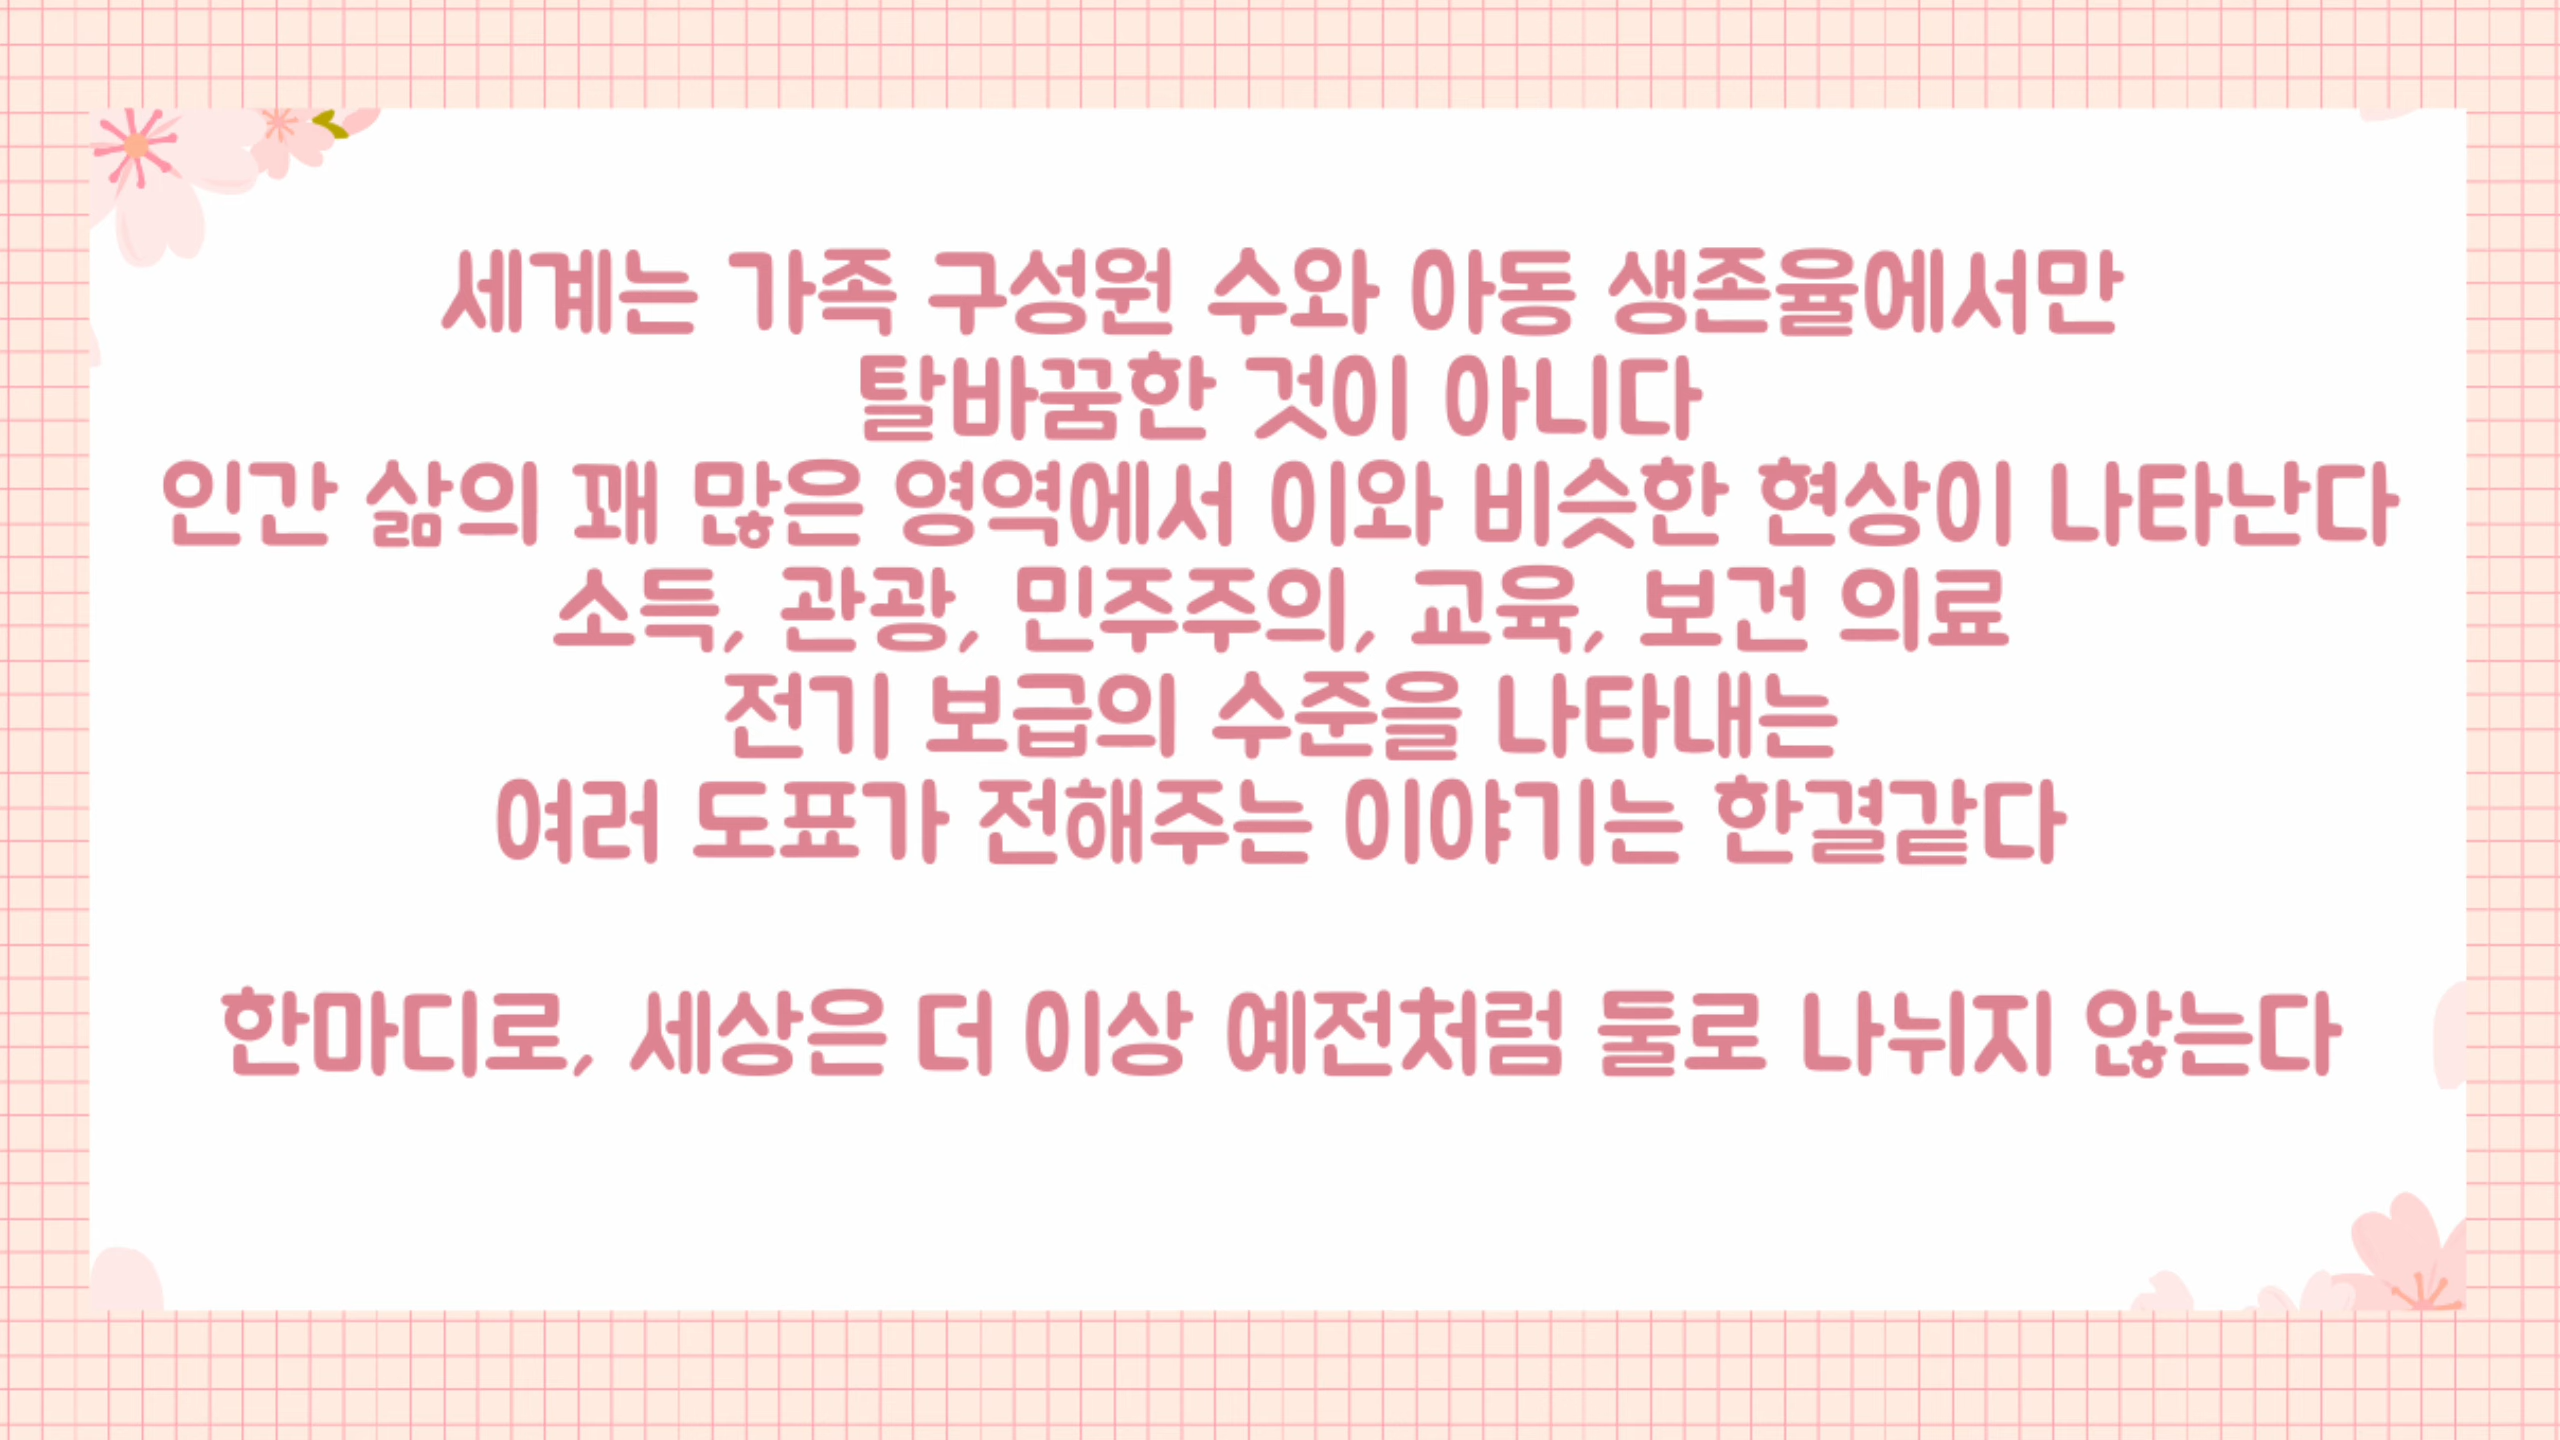 세계는 가족 구성원 수와 아동 생존율에서만
탈바꿈한 것이 아니다
인간 삶의 꽤 많은 영역에서 이와 비슷한 현상이 나타난다
소득, 관광, 민주주의, 교육, 보건 의료
전기 보급의 수준을 나타내는
여러 도표가 전해주는 이야기는 한결같다
한마디로, 세상은 더 이상 예전처럼 둘로 나뉘지 않는다